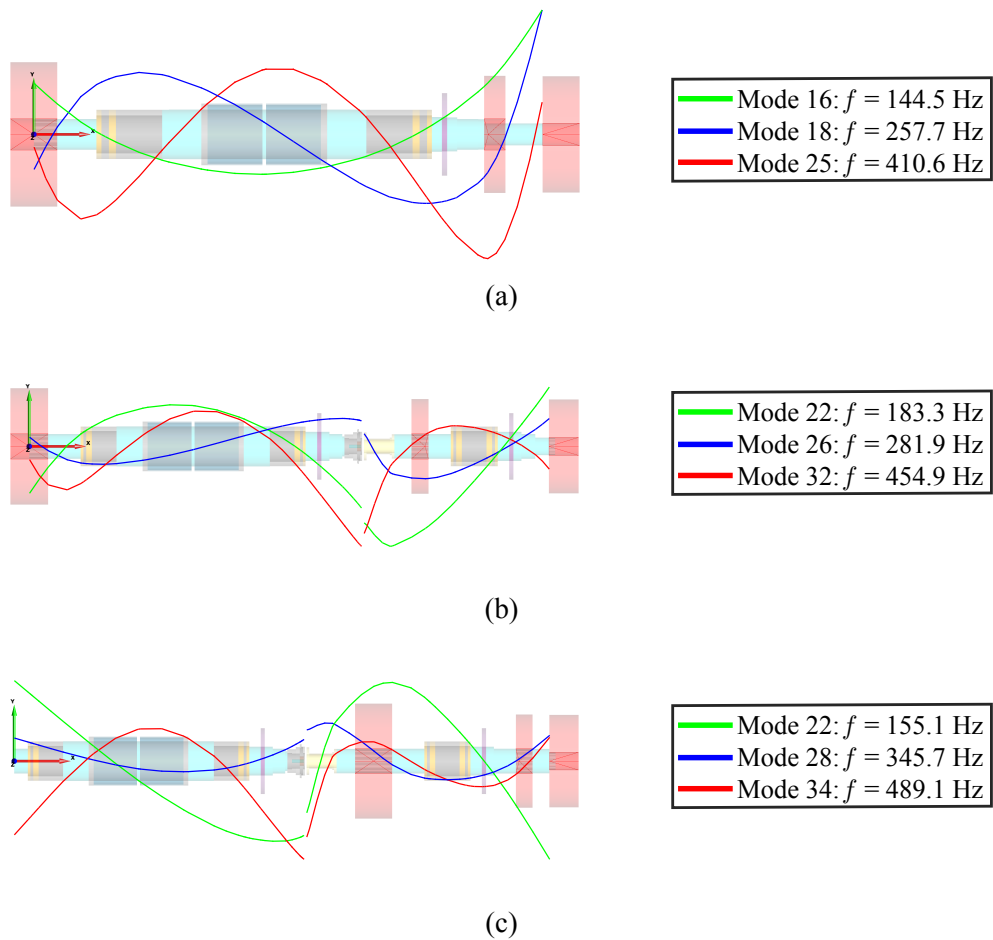 Y
Z
X
Mode 16: f = 144.5 Hz
Mode 18: f = 257.7 Hz
Mode 25: f = 410.6 Hz
(a)
Y
Z
X
Mode 22: f = 183.3 Hz
Mode 26: f = 281.9 Hz
Mode 32: f = 454.9 Hz
(b)
Y
Z
X
Mode 22: f = 155.1 Hz
Mode 28: f = 345.7 Hz
Mode 34: f = 489.1 Hz
(c)